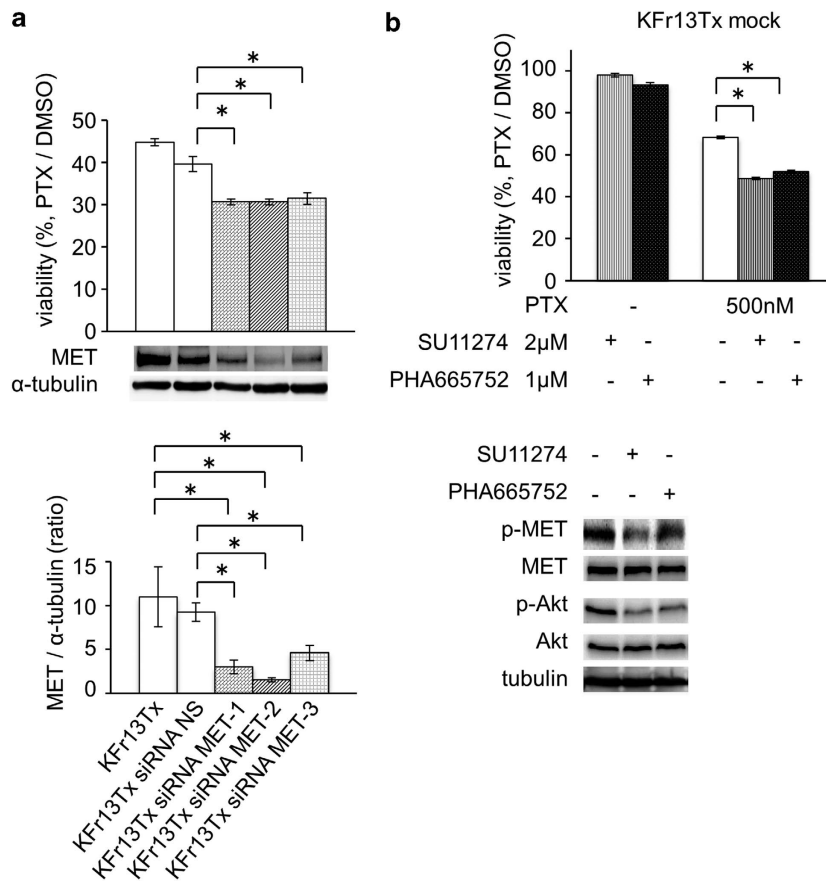 a
*
*
*
50
40
30
20
10
0
viability (%, PTX / DMSO)
MET
α-tubulin
*
*
*
*
*
*
15
10
5
0
MET / α-tubulin (ratio)
KFr13Tx
KFr13Tx siRNA NS
KFr13Tx siRNA MET-1
KFr13Tx siRNA MET-2
KFr13Tx siRNA MET-3
b
KFr13Tx mock
*
*
100
80
60
40
20
0
viability (%, PTX / DMSO)
PTX - 500nM
SU11274 2μM + - - + -
PHA665752 1μM - + - - +
SU11274 - + -
PHA665752 - - +
p-MET
MET
p-Akt
Akt
tubulin